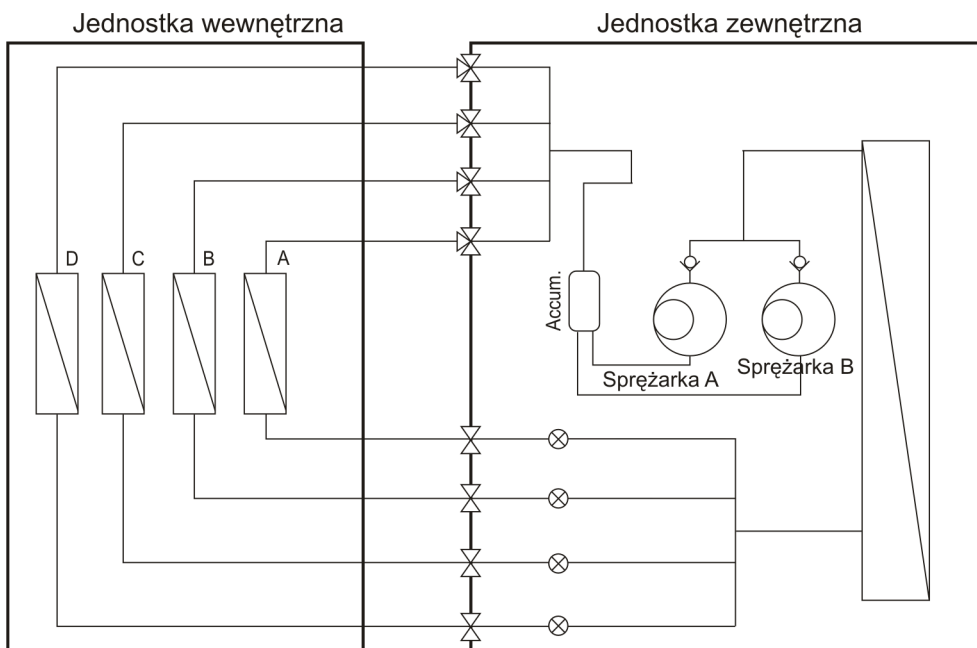 Jednostka wewnętrzna
Jednostka zewnętrzna
D
C
B
A
Accum.
Sprężarka A
Sprężarka B